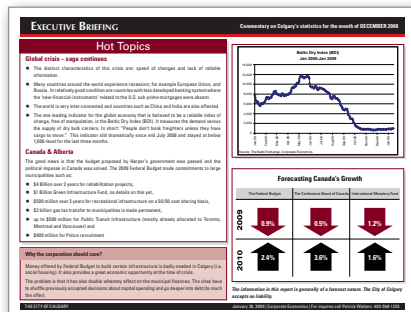 EXECUTIVE BRIEFING
Commentary on Calgary's statistics for the month of DECEMBER 2008
Hot Topics
Global crisis – saga continues
■ The distinct characteristics of this crisis are: speed of changes and lack of reliable
information.
■ Many countries around the world experience recession; for example European Union, and
Russia. In relatively good condition are countries with less developed banking system where
the 'new-financial-instruments' related to the U.S. sub-prime-mortgages were absent.
■ The world is very inter-connected and countries such as China and India are also affected.
■ The one leading indicator for the global economy that is believed to be a reliable index of
change, free of manipulation, is the Baltic Dry Index (BDI). It measures the demand versus
the supply of dry bulk carriers. In short: "People don't book freighters unless they have
cargo to move." This indicator slid dramatically since mid July 2008 and stayed at below
1,000-level for the last three months.
Canada & Alberta
The good news is that the budget proposed by Harper's government was passed and the
political impasse in Canada was solved. The 2009 Federal Budget made commitments to large
municipalities such as:
■ $4 Billion over 2 years for rehabilitation projects,
■ $1 Billion Green Infrastructure Fund, no details on this yet,
■ $500 million over 2 years for recreational infrastructure on a 50/50 cost sharing basis,
■ $2 billion gas tax transfer to municipalities is made permanent,
■ up to $500 million for Public Transit Infrastructure (mostly already allocated to Toronto,
Montreal and Vancouver) and
■ $400 million for Police recruitment
Why the corporation should care?
Money offered by Federal Budget to build certain infrastructure is badly needed in Calgary (i.e.
social housing). It also provides a great economic opportunity at the time of crisis.
The problem is that it has also double whammy effect on the municipal finances. The cities have
to shuffle previously accepted decisions about capital spending and go deeper into debt (to match
the offer).
Baltic Dry Index (BDI)
Jan 2008-Jan 2009
14,000
12,000
10,000
8,000
6,000
4,000
2,000
0
Source: The Baltic Exchange, Corporate Economics
Forecasting Canada's Growth
The Federal Budget
The Conference Board of Canada
International Monetary Fund
2009
0.9%
0.5%
1.2%
2010
2.4%
3.6%
1.6%
The information in this report is generally of a forecast nature. The City of Calgary
accepts no liability.
THE CITY OF CALGARY
January 28, 2009 | Corporate Economics | For inquires call Patrick Walters: 403-268-1335